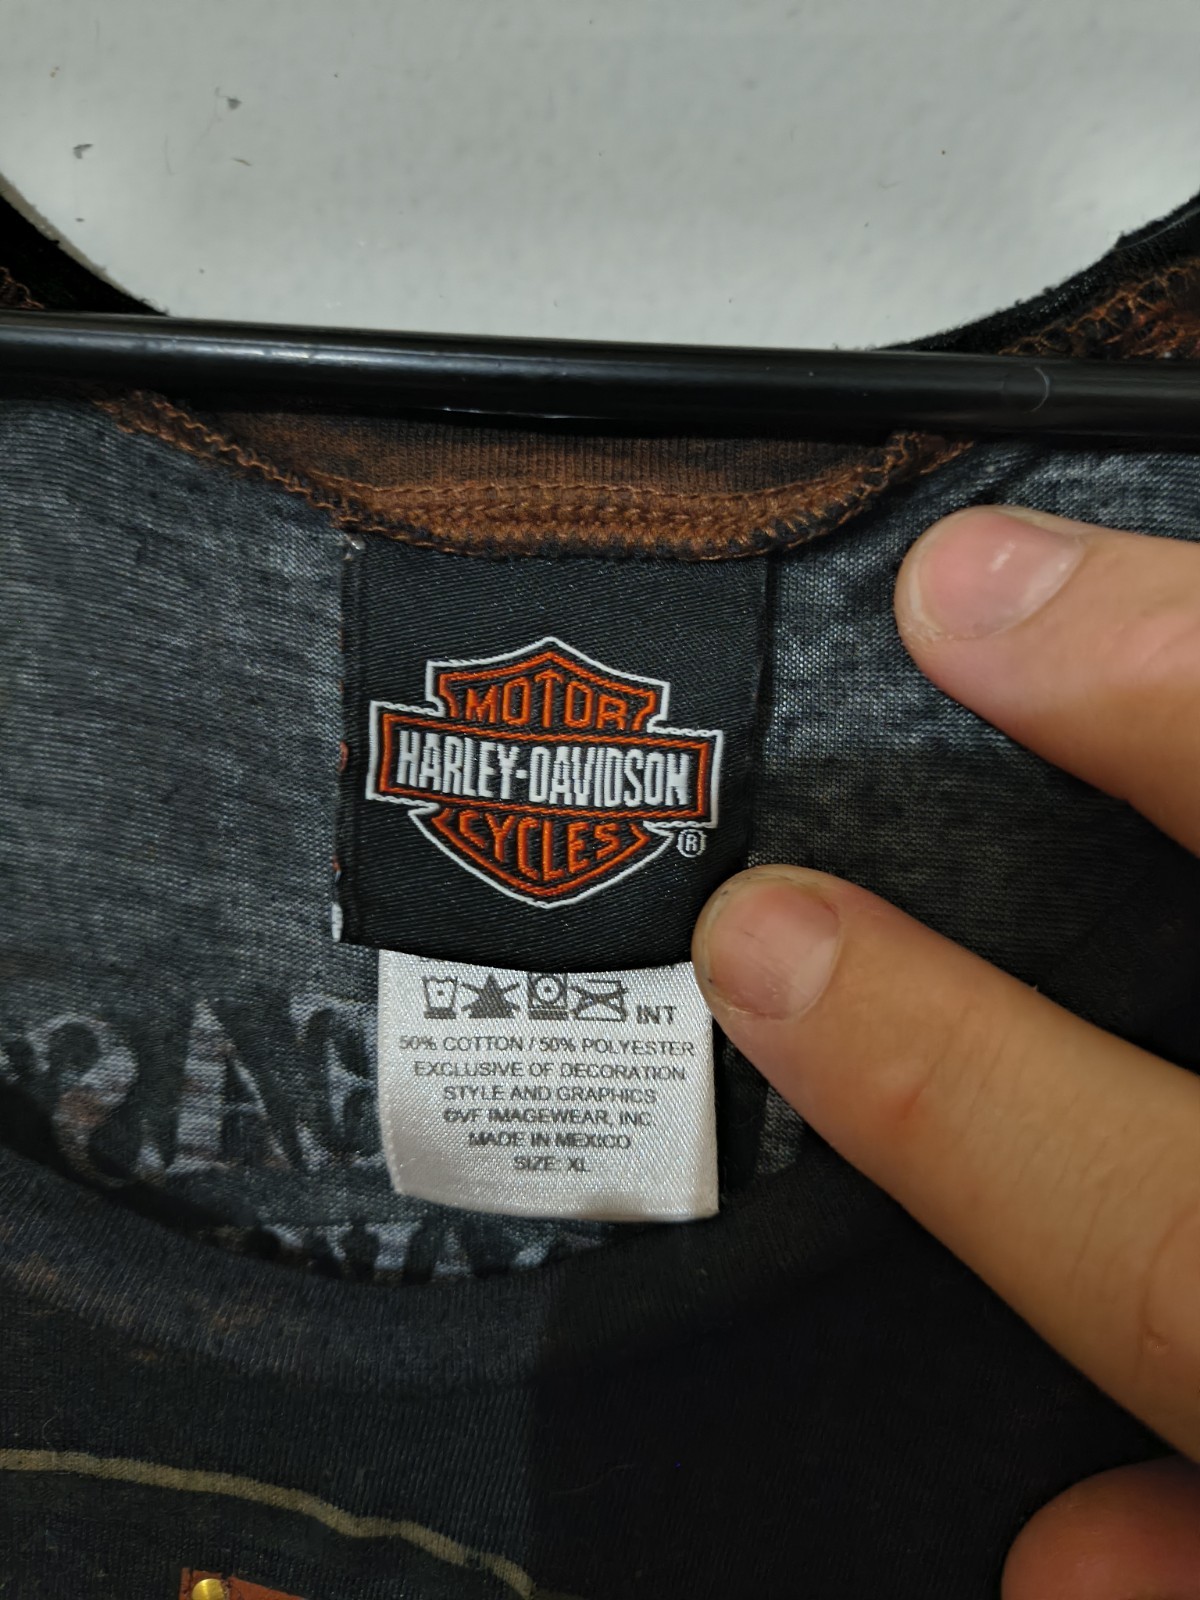 MOTOR
HARLEY-DAVIDSON
CYCLES
®
INT
50% COTTON / 50% POLYESTER
EXCLUSIVE OF DECORATION
STYLE AND GRAPHICS
©VF IMAGEWEAR, INC.
MADE IN MEXICO
SIZE: XL